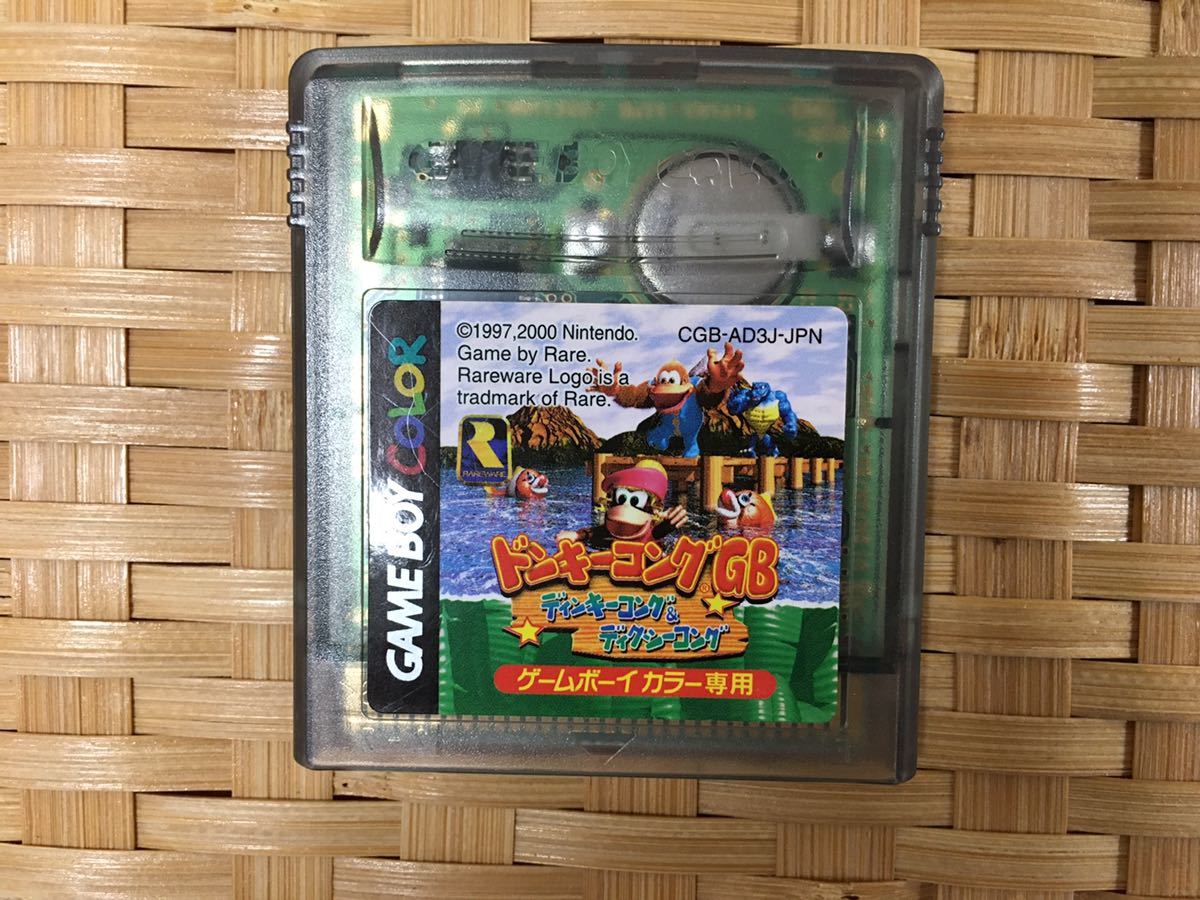 ©1997,2000 Nintendo.
Game by Rare.
Rareware Logo is a
tradmark of Rare.
CGB-AD3J-JPN
GAME BOY COLOR
R
RAREWARE
ドンキーコング®GB
ディンキーコング&
ディクシーコング
ゲームボーイ カラー専用